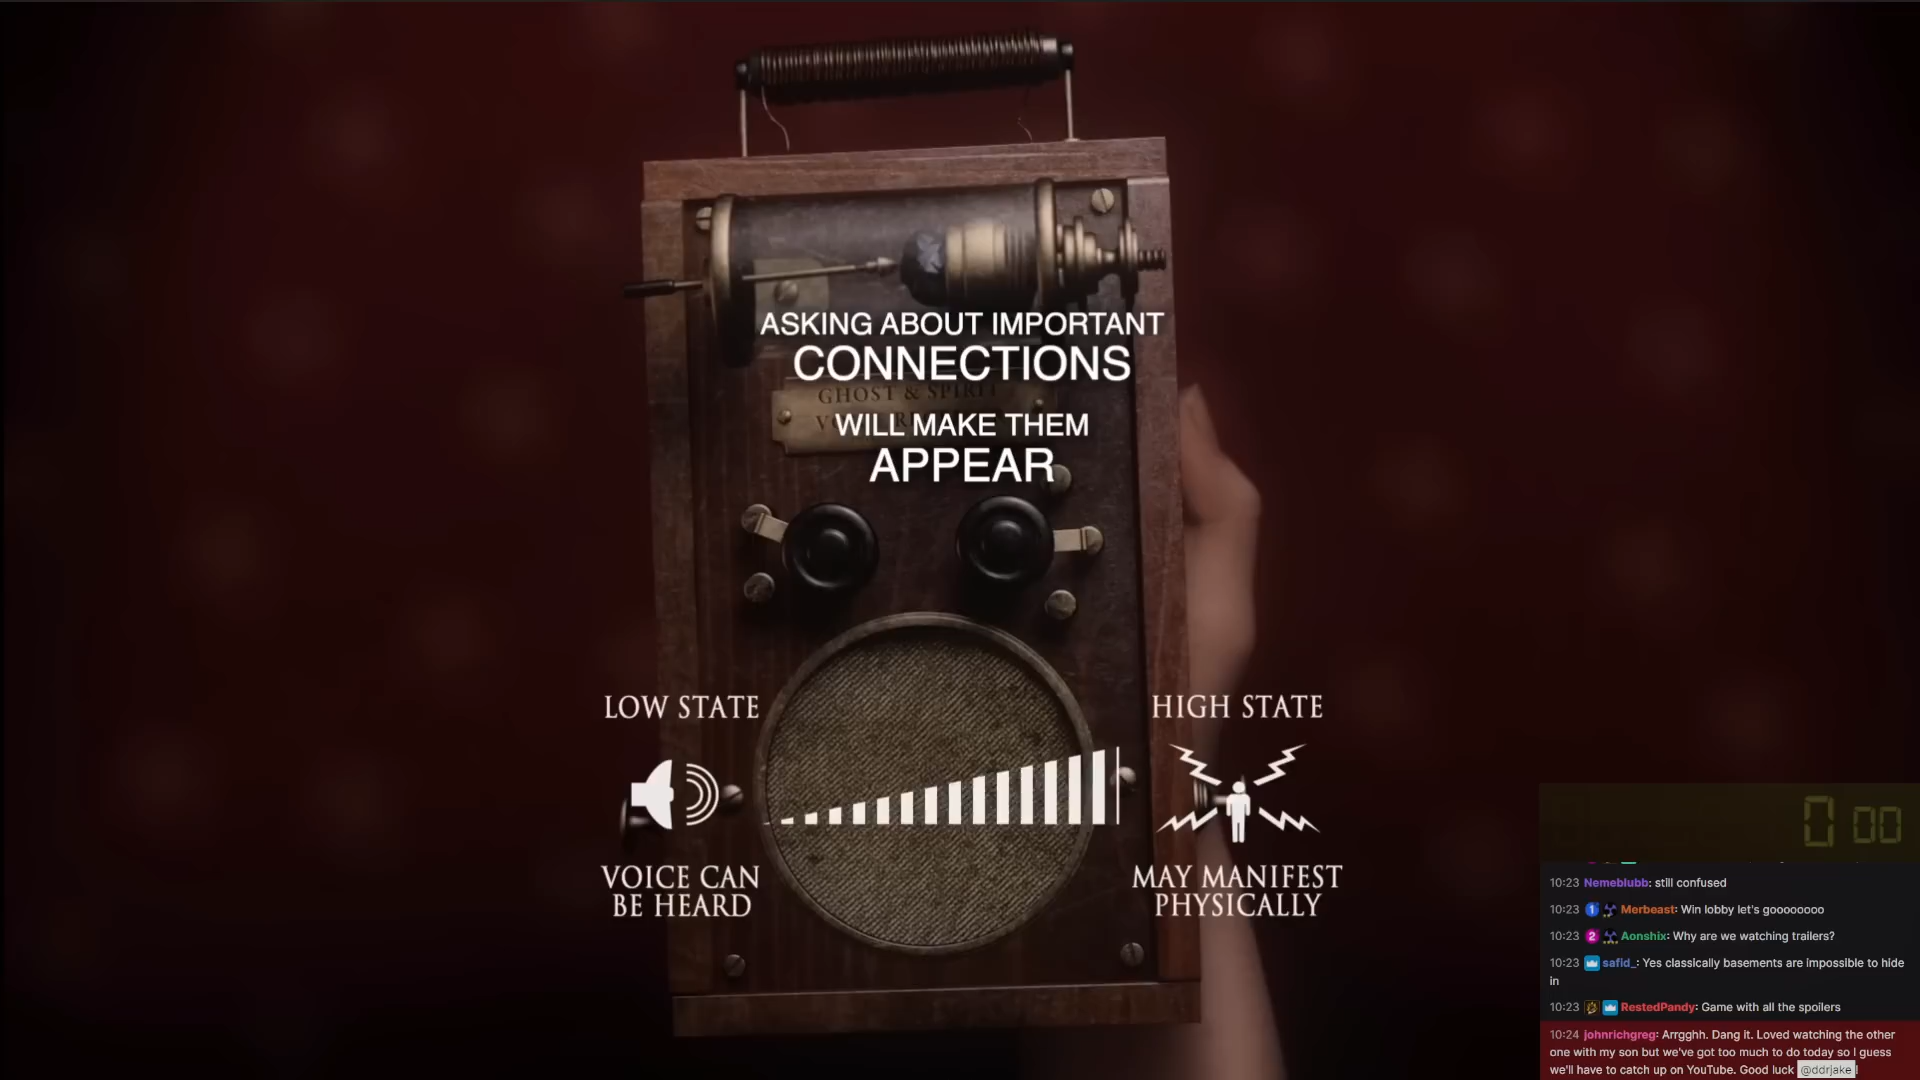 ASKING ABOUT IMPORTANT
CONNECTIONS
GHOST & SPIRIT
WILL MAKE THEM
APPEAR
LOW STATE
HIGH STATE
VOICE CAN
BE HEARD
MAY MANIFEST
PHYSICALLY
0 00
10:23 Nemeblubb: still confused
10:23 1 Merbeast: Win lobby let's goooooooo
10:23 2 Aonshix: Why are we watching trailers?
10:23 safid_: Yes classically basements are impossible to hide
in
10:23 RestedPandy: Game with all the spoilers
10:24 johnrichgreg: Arrgghh. Dang it. Loved watching the other
one with my son but we've got too much to do today so I guess
we'll have to catch up on YouTube. Good luck @ddrjake !